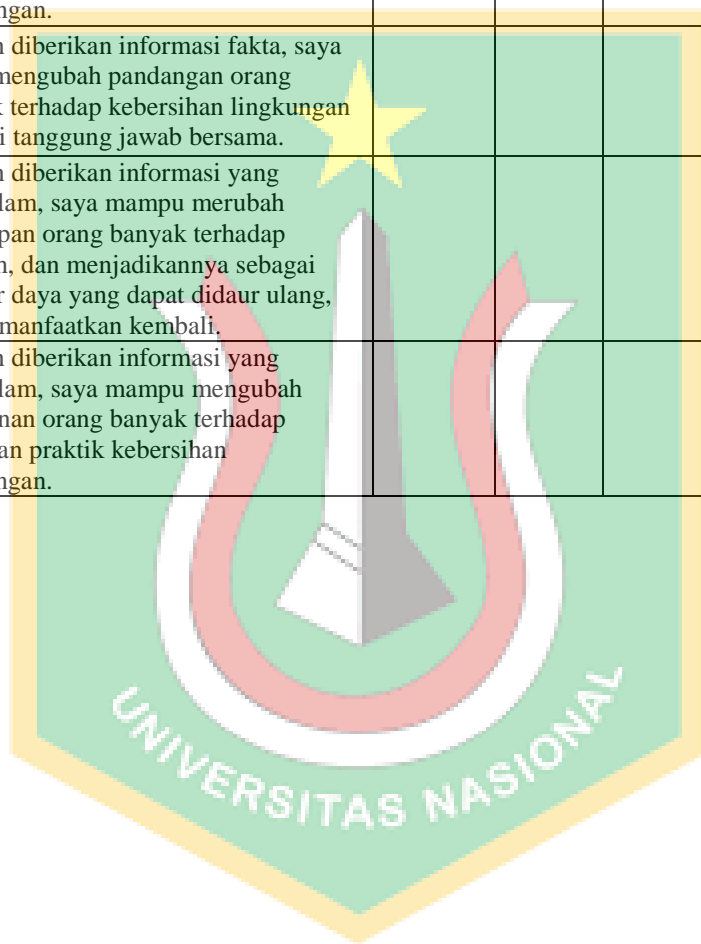 ngan.
n diberikan informasi fakta, saya
mengubah pandangan orang
k terhadap kebersihan lingkungan
i tanggung jawab bersama.
n diberikan informasi yang
lam, saya mampu merubah
pan orang banyak terhadap
h, dan menjadikannya sebagai
r daya yang dapat didaur ulang,
manfaatkan kembali.
n diberikan informasi yang
lam, saya mampu mengubah
nan orang banyak terhadap
an praktik kebersihan
ngan.
UNIVERSITAS NASIONAL